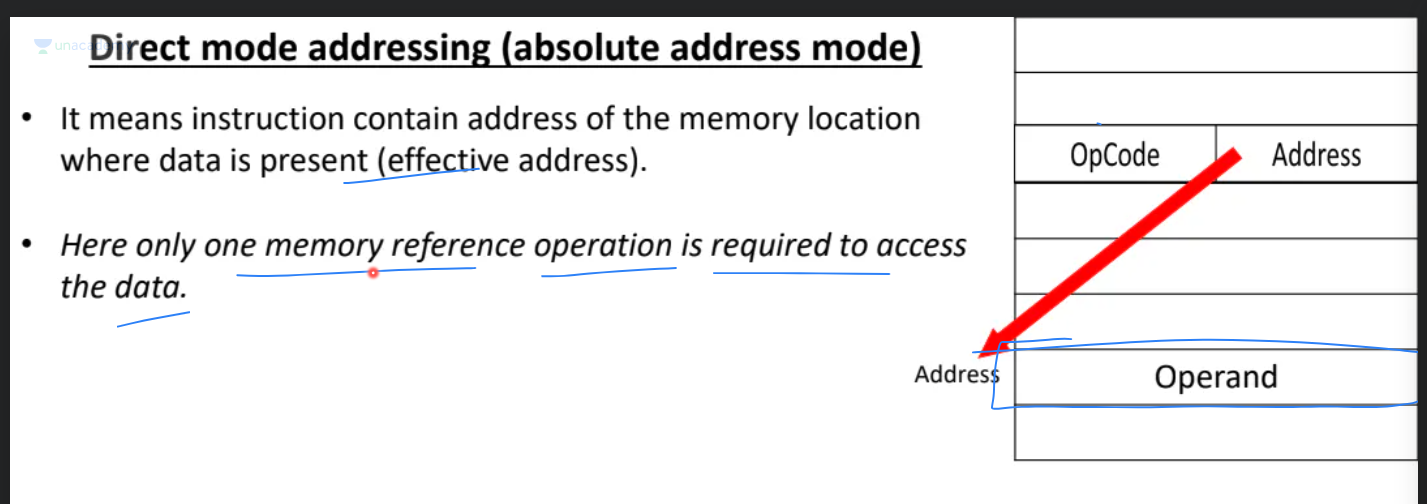 unacademy
Direct mode addressing (absolute address mode)
• It means instruction contain address of the memory location
where data is present (effective address).
• Here only one memory reference operation is required to access
the data.
OpCode
Address
Address
Operand